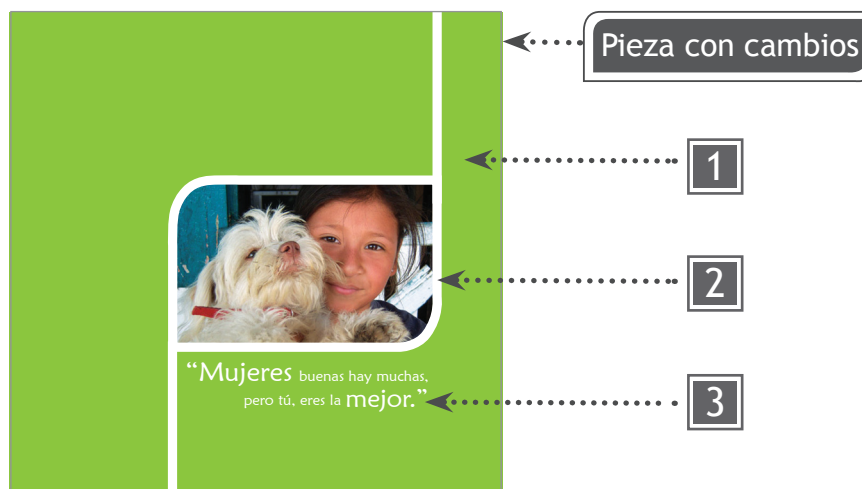 Pieza con cambios
1
2
“Mujeres buenas hay muchas,
pero tú, eres la mejor.”
3